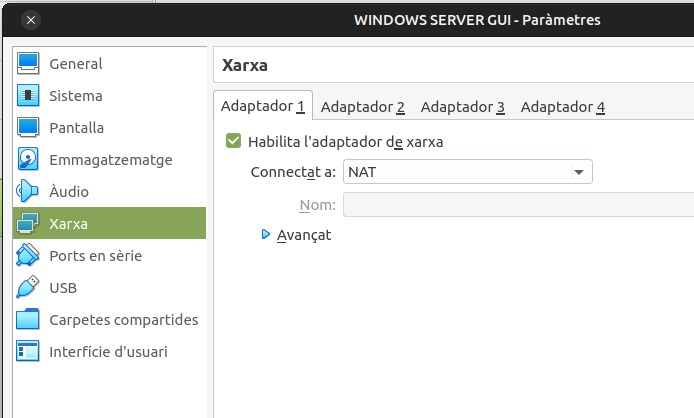 WINDOWS SERVER GUI - Paràmetres
General
Sistema
Pantalla
Emmagatzematge
Àudio
Xarxa
Ports en sèrie
USB
Carpetes compartides
Interfície d'usuari
Xarxa
Adaptador 1 Adaptador 2 Adaptador 3 Adaptador 4
Habilita l'adaptador de xarxa
Connectat a: NAT
Nom:
Avançat